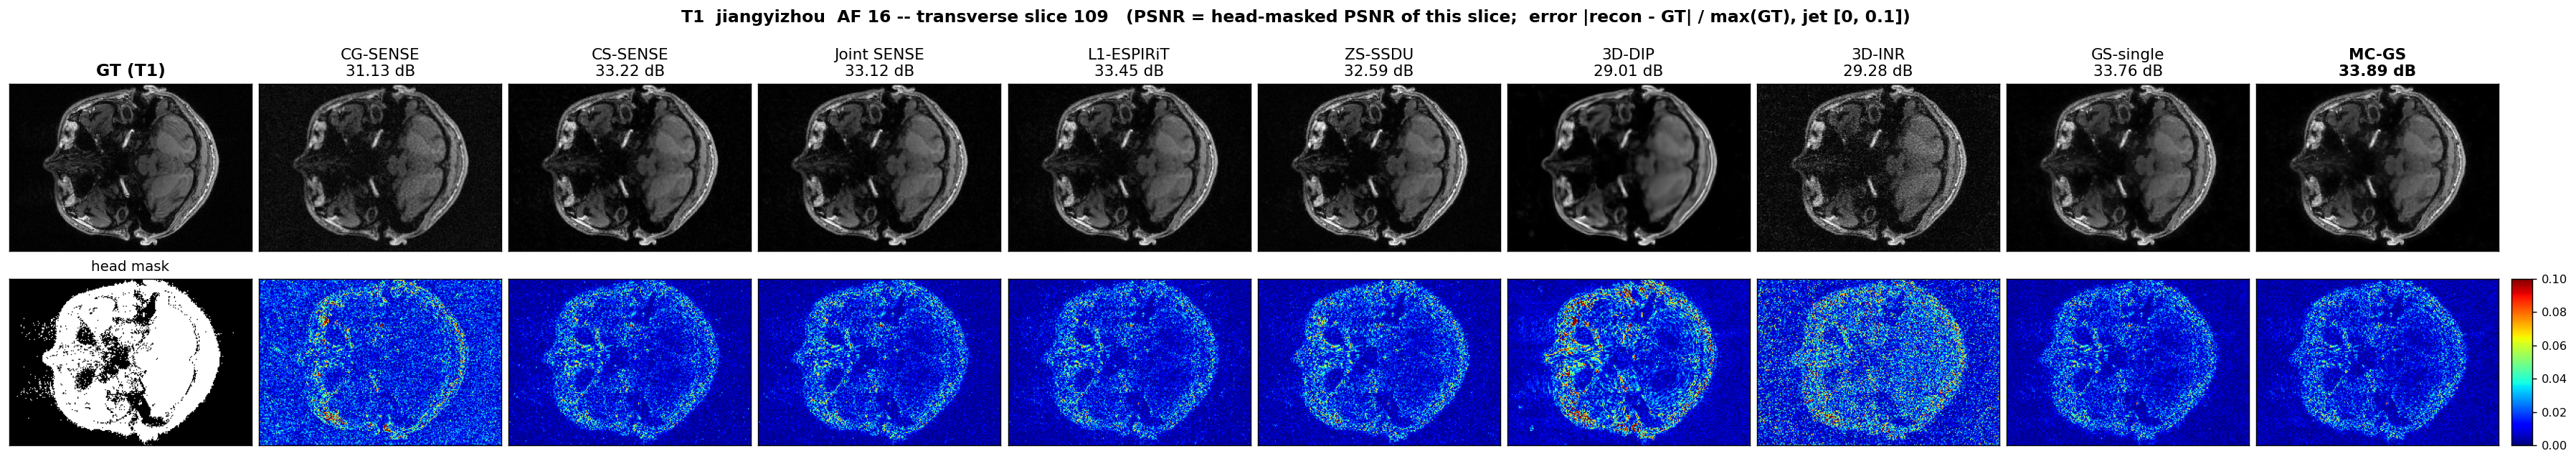 T1 jiangyizhou AF 16 -- transverse slice 109 (PSNR = head-masked PSNR of this slice; error |recon - GT| / max(GT), jet [0, 0.1])
GT (T1)
CG-SENSE
31.13 dB
CS-SENSE
33.22 dB
Joint SENSE
33.12 dB
L1-ESPIRiT
33.45 dB
ZS-SSDU
32.59 dB
3D-DIP
29.01 dB
3D-INR
29.28 dB
GS-single
33.76 dB
MC-GS
33.89 dB
head mask
0.10
0.08
0.06
0.04
0.02
0.00